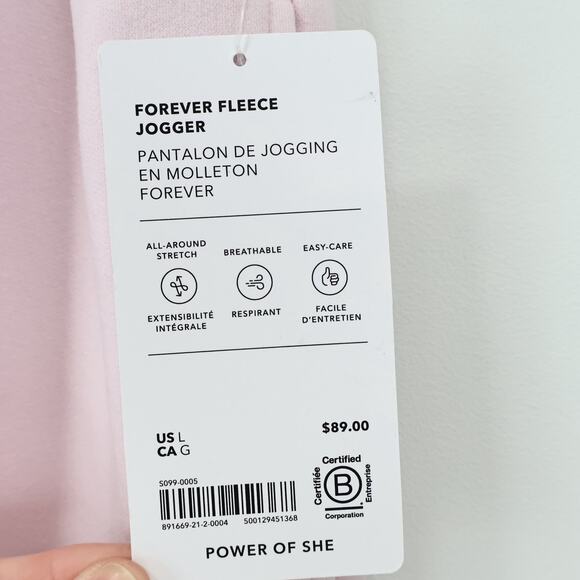 FOREVER FLEECE
JOGGER
PANTALON DE JOGGING
EN MOLLETON
FOREVER
ALL-AROUND
STRETCH
EXTENSIBILITÉ
INTÉGRALE
BREATHABLE
RESPIRANT
EASY-CARE
FACILE
D'ENTRETIEN
US L
CA G
$89.00
S099-0005
891669-21-2-0004 500129451368
Certified
Certifiée
B
Entreprise
Corporation
POWER OF SHE